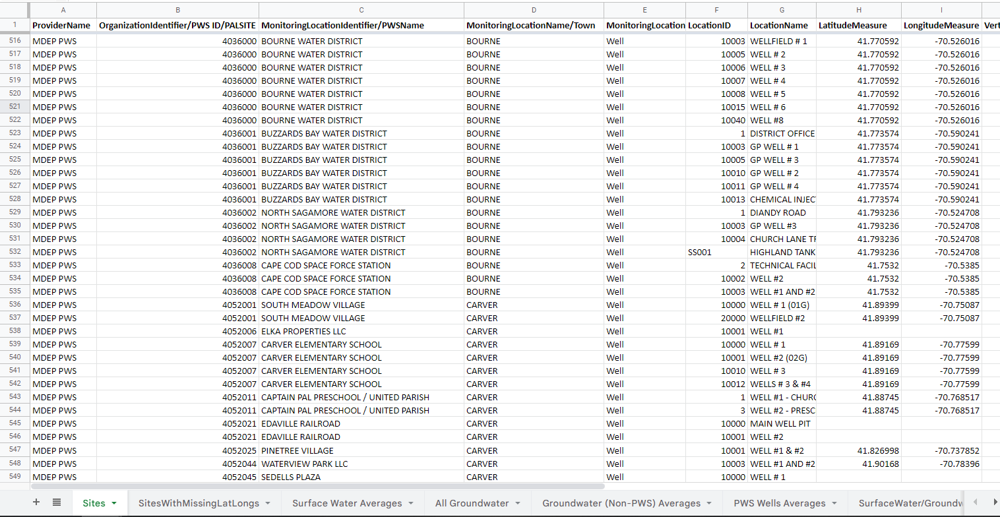 A B C D E F G H I
1 ProviderName OrganizationIdentifier/PWS ID/PALSITE MonitoringLocationIdentifier/PWSName MonitoringLocationName/Town MonitoringLocation LocationID LocationName LatitudeMeasure LongitudeMeasure Vert
516 MDEP PWS 4036000 BOURNE WATER DISTRICT BOURNE Well 10003 WELLFIELD # 1 41.770592 -70.526016
517 MDEP PWS 4036000 BOURNE WATER DISTRICT BOURNE Well 10005 WELL # 2 41.770592 -70.526016
518 MDEP PWS 4036000 BOURNE WATER DISTRICT BOURNE Well 10006 WELL # 3 41.770592 -70.526016
519 MDEP PWS 4036000 BOURNE WATER DISTRICT BOURNE Well 10007 WELL # 4 41.770592 -70.526016
520 MDEP PWS 4036000 BOURNE WATER DISTRICT BOURNE Well 10008 WELL # 5 41.770592 -70.526016
521 MDEP PWS 4036000 BOURNE WATER DISTRICT BOURNE Well 10015 WELL # 6 41.770592 -70.526016
522 MDEP PWS 4036000 BOURNE WATER DISTRICT BOURNE Well 10040 WELL #8 41.770592 -70.526016
523 MDEP PWS 4036001 BUZZARDS BAY WATER DISTRICT BOURNE Well 1 DISTRICT OFFICE 41.773574 -70.590241
524 MDEP PWS 4036001 BUZZARDS BAY WATER DISTRICT BOURNE Well 10003 GP WELL # 1 41.773574 -70.590241
525 MDEP PWS 4036001 BUZZARDS BAY WATER DISTRICT BOURNE Well 10005 GP WELL # 3 41.773574 -70.590241
526 MDEP PWS 4036001 BUZZARDS BAY WATER DISTRICT BOURNE Well 10010 GP WELL # 2 41.773574 -70.590241
527 MDEP PWS 4036001 BUZZARDS BAY WATER DISTRICT BOURNE Well 10011 GP WELL # 4 41.773574 -70.590241
528 MDEP PWS 4036001 BUZZARDS BAY WATER DISTRICT BOURNE Well 10013 CHEMICAL INJEC 41.773574 -70.590241
529 MDEP PWS 4036002 NORTH SAGAMORE WATER DISTRICT BOURNE Well 1 DIANDY ROAD 41.793236 -70.524708
530 MDEP PWS 4036002 NORTH SAGAMORE WATER DISTRICT BOURNE Well 10003 GP WELL #3 41.793236 -70.524708
531 MDEP PWS 4036002 NORTH SAGAMORE WATER DISTRICT BOURNE Well 10004 CHURCH LANE TR 41.793236 -70.524708
532 MDEP PWS 4036002 NORTH SAGAMORE WATER DISTRICT BOURNE Well SS001 HIGHLAND TANK 41.793236 -70.524708
533 MDEP PWS 4036008 CAPE COD SPACE FORCE STATION BOURNE Well 2 TECHNICAL FACIL 41.7532 -70.5385
534 MDEP PWS 4036008 CAPE COD SPACE FORCE STATION BOURNE Well 10002 WELL #2 41.7532 -70.5385
535 MDEP PWS 4036008 CAPE COD SPACE FORCE STATION BOURNE Well 10003 WELL #1 AND #2 41.7532 -70.5385
536 MDEP PWS 4052001 SOUTH MEADOW VILLAGE CARVER Well 10000 WELL # 1 (01G) 41.89399 -70.75087
537 MDEP PWS 4052001 SOUTH MEADOW VILLAGE CARVER Well 20000 WELLFIELD #2 41.89399 -70.75087
538 MDEP PWS 4052006 ELKA PROPERTIES LLC CARVER Well 10001 WELL #1
539 MDEP PWS 4052007 CARVER ELEMENTARY SCHOOL CARVER Well 10000 WELL # 1 41.89169 -70.77599
540 MDEP PWS 4052007 CARVER ELEMENTARY SCHOOL CARVER Well 10001 WELL #2 (02G) 41.89169 -70.77599
541 MDEP PWS 4052007 CARVER ELEMENTARY SCHOOL CARVER Well 10010 WELL # 3 41.89169 -70.77599
542 MDEP PWS 4052007 CARVER ELEMENTARY SCHOOL CARVER Well 10012 WELLS # 3 & #4 41.89169 -70.77599
543 MDEP PWS 4052011 CAPTAIN PAL PRESCHOOL / UNITED PARISH CARVER Well 1 WELL #1 - CHURC 41.88745 -70.768517
544 MDEP PWS 4052011 CAPTAIN PAL PRESCHOOL / UNITED PARISH CARVER Well 3 WELL #2 - PRESC 41.88745 -70.768517
545 MDEP PWS 4052021 EDAVILLE RAILROAD CARVER Well 10000 MAIN WELL PIT
546 MDEP PWS 4052021 EDAVILLE RAILROAD CARVER Well 10001 WELL #2
547 MDEP PWS 4052025 PINETREE VILLAGE CARVER Well 10001 WELL #1 & #2 41.826998 -70.737852
548 MDEP PWS 4052044 WATERVIEW PARK LLC CARVER Well 10003 WELL #1 AND #2 41.90168 -70.78396
549 MDEP PWS 4052045 SEDELLS PLAZA CARVER Well 10000 WELL # 1
Sites SitesWithMissingLatLongs Surface Water Averages All Groundwater Groundwater (Non-PWS) Averages PWS Wells Averages SurfaceWater/Groundw